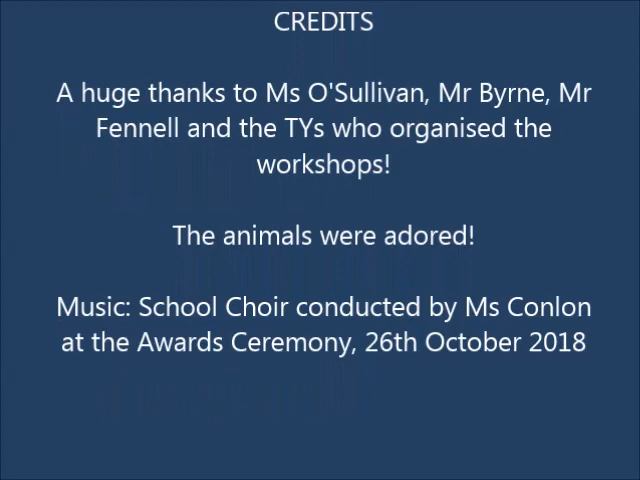 CREDITS
A huge thanks to Ms O'Sullivan, Mr Byrne, Mr
Fennell and the TYs who organised the
workshops!
The animals were adored!
Music: School Choir conducted by Ms Conlon
at the Awards Ceremony, 26th October 2018